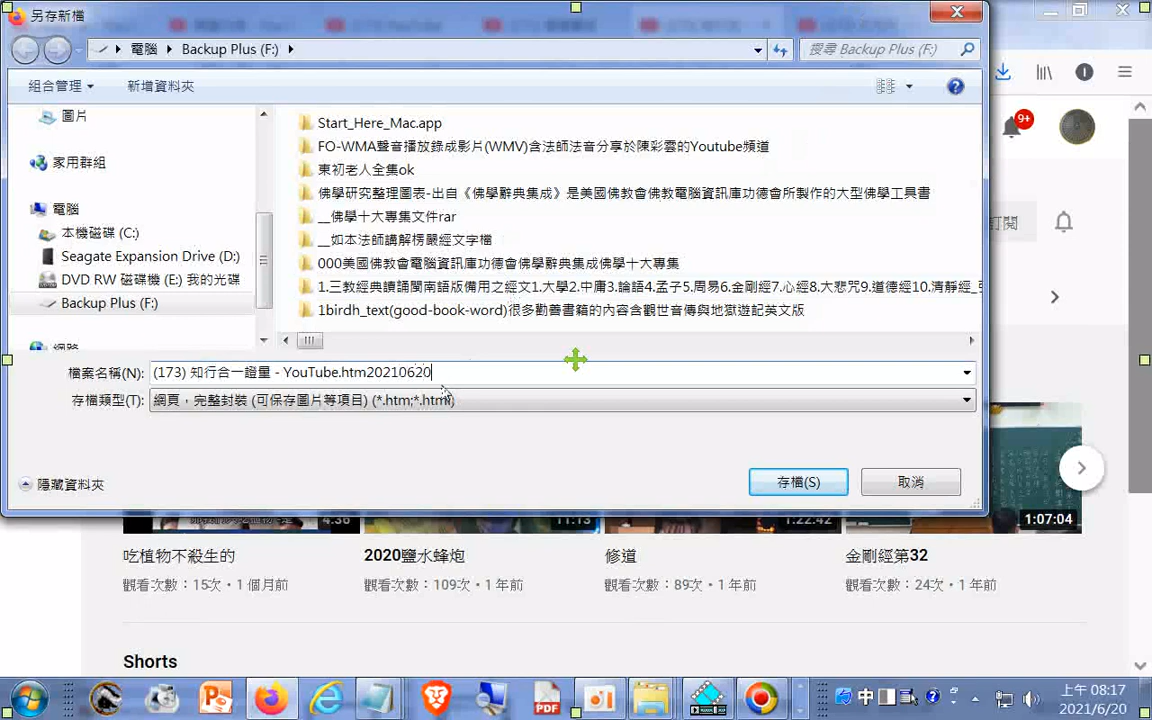 另存新檔
電腦 Backup Plus (F:)
搜尋 Backup Plus (F:)
組合管理 新增資料夾
圖片
家用群組
電腦
本機磁碟 (C:)
Seagate Expansion Drive (D:)
DVD RW 磁碟機 (E:) 我的光碟
Backup Plus (F:)
Start_Here_Mac.app
FO-WMA聲音播放錄成影片(WMV)含法師法音分享於陳彩雲的Youtube頻道
東初老人全集ok
佛學研究整理圖表-出自《佛學辭典集成》是美國佛教會佛教電腦資訊庫功德會所製作的大型佛學工具書
__佛學十大專集文件rar
__如本法師講解楞嚴經文字檔
000美國佛教會電腦資訊庫功德會佛學辭典集成佛學十大專集
1.三教經典讀誦閩南語版備用之經文1.大學2.中庸3.論語4.孟子5.周易6.金剛經7.心經8.大悲咒9.道德經10.清靜經_
1birdh_text(good-book-word)很多勸善書籍的內容含觀世音傳與地獄遊記英文版
檔案名稱(N): (173) 知行合一證量 - YouTube.htm20210620
存檔類型(T): 網頁，完整封裝 (可保存圖片等項目) (*.htm;*.html)
隱藏資料夾
存檔(S) 取消
9+
訂閱
4:36 11:13 1:22:42 1:07:04
吃植物不殺生的 2020鹽水蜂炮 修道 金剛經第32
觀看次數：15次・1 個月前 觀看次數：109次・1 年前 觀看次數：89次・1 年前 觀看次數：24次・1 年前
Shorts
中
PDF
上午 08:17
2021/6/20